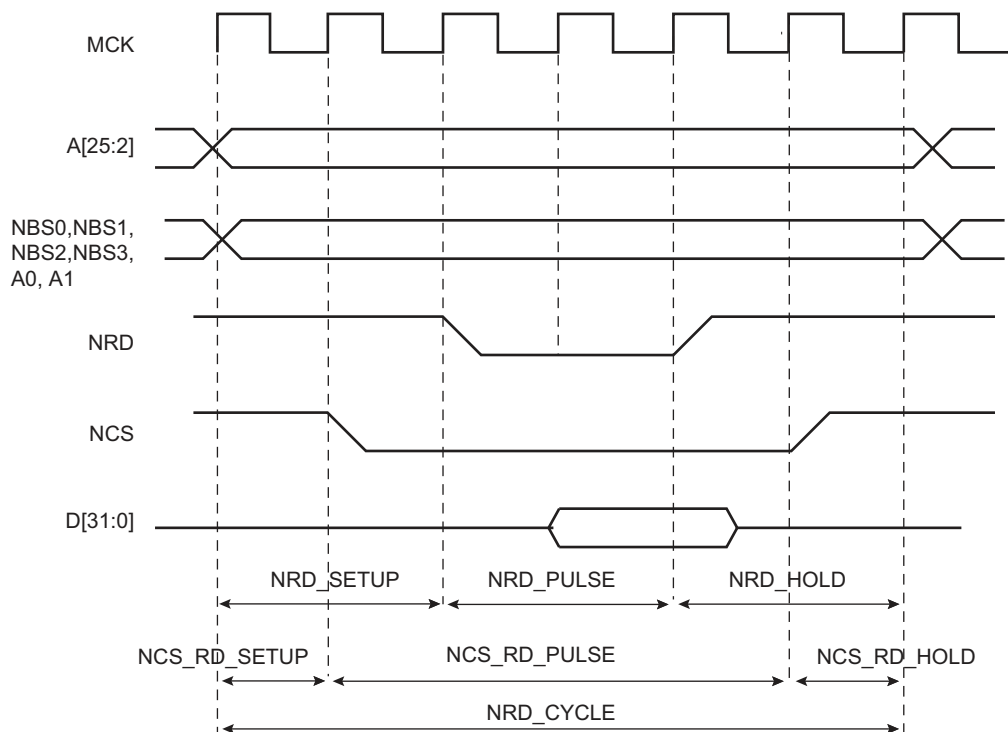 MCK
A[25:2]
NBS0,NBS1,
NBS2,NBS3,
A0, A1
NRD
NCS
D[31:0]
NRD_SETUP
NRD_PULSE
NRD_HOLD
NCS_RD_SETUP
NCS_RD_PULSE
NCS_RD_HOLD
NRD_CYCLE